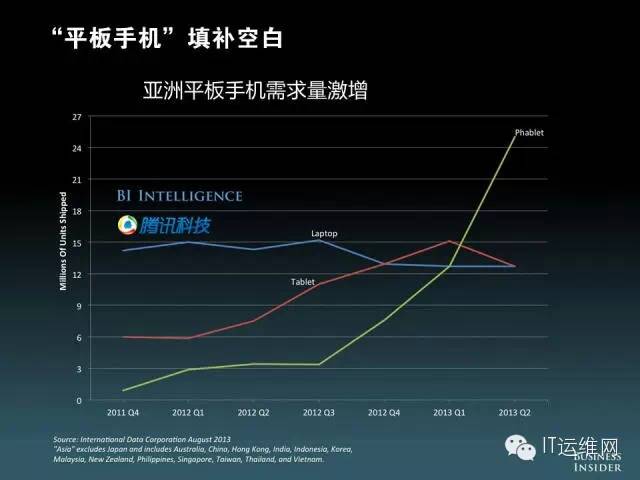 “平板手机”填补空白
亚洲平板手机需求量激增
Millions Of Units Shipped
27
24
21
18
15
12
9
6
3
0
Phablet
BI INTELLIGENCE
腾讯科技
Laptop
Tablet
2011 Q4 2012 Q1 2012 Q2 2012 Q3 2012 Q4 2013 Q1 2013 Q2
Source: International Data Corporation August 2013
"Asia" excludes Japan and includes Australia, China, Hong Kong, India, Indonesia, Korea,
Malaysia, New Zealand, Philippines, Singapore, Taiwan, Thailand, and Vietnam.
IT运维网
BUSINESS
INSIDER